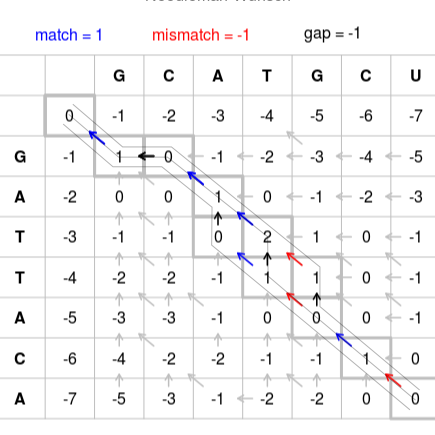 match = 1 mismatch = -1 gap = -1
G C A T G C U
0 -1 -2 -3 -4 -5 -6 -7
G -1 1 0 -1 -2 -3 -4 -5
A -2 0 0 1 0 -1 -2 -3
T -3 -1 -1 0 2 1 0 -1
T -4 -2 -2 -1 1 1 0 -1
A -5 -3 -3 -1 0 0 0 -1
C -6 -4 -2 -2 -1 -1 1 0
A -7 -5 -3 -1 -2 -2 0 0